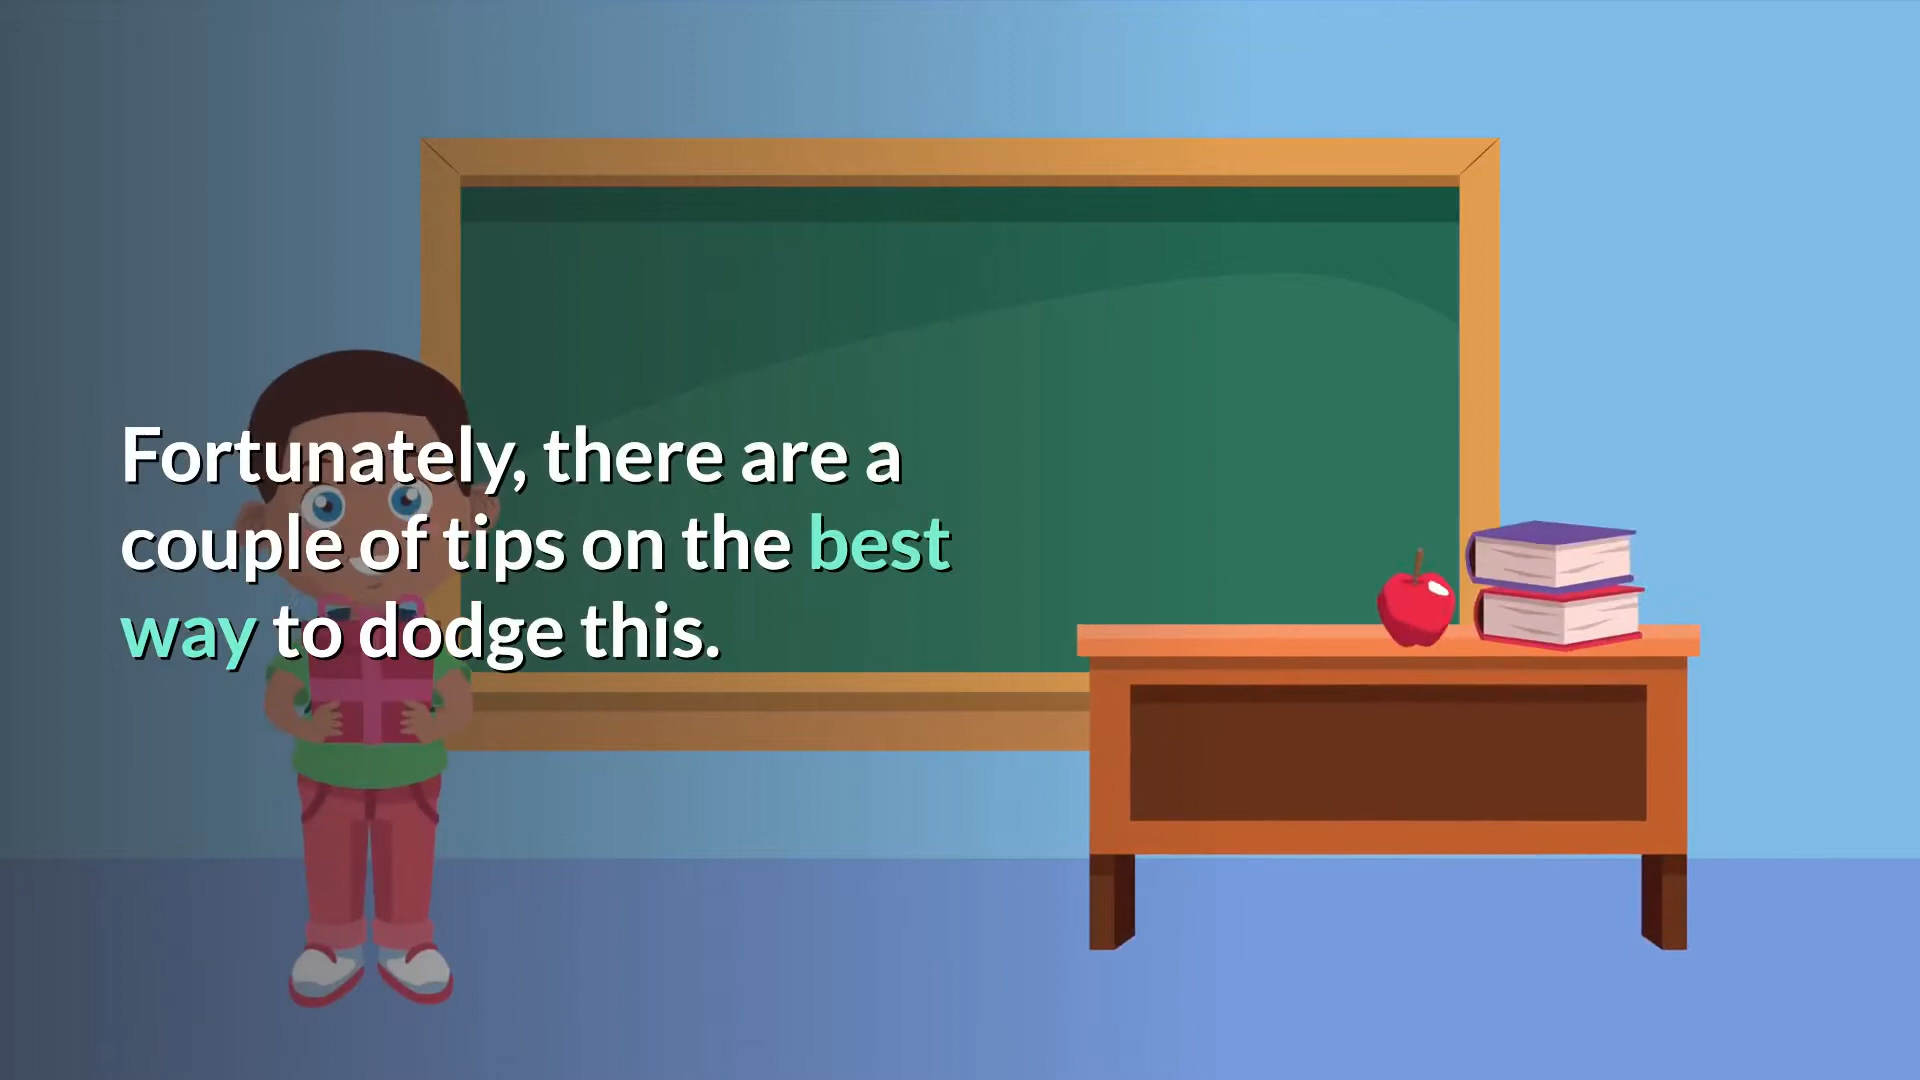 Fortunately, there are a
couple of tips on the best
way to dodge this.